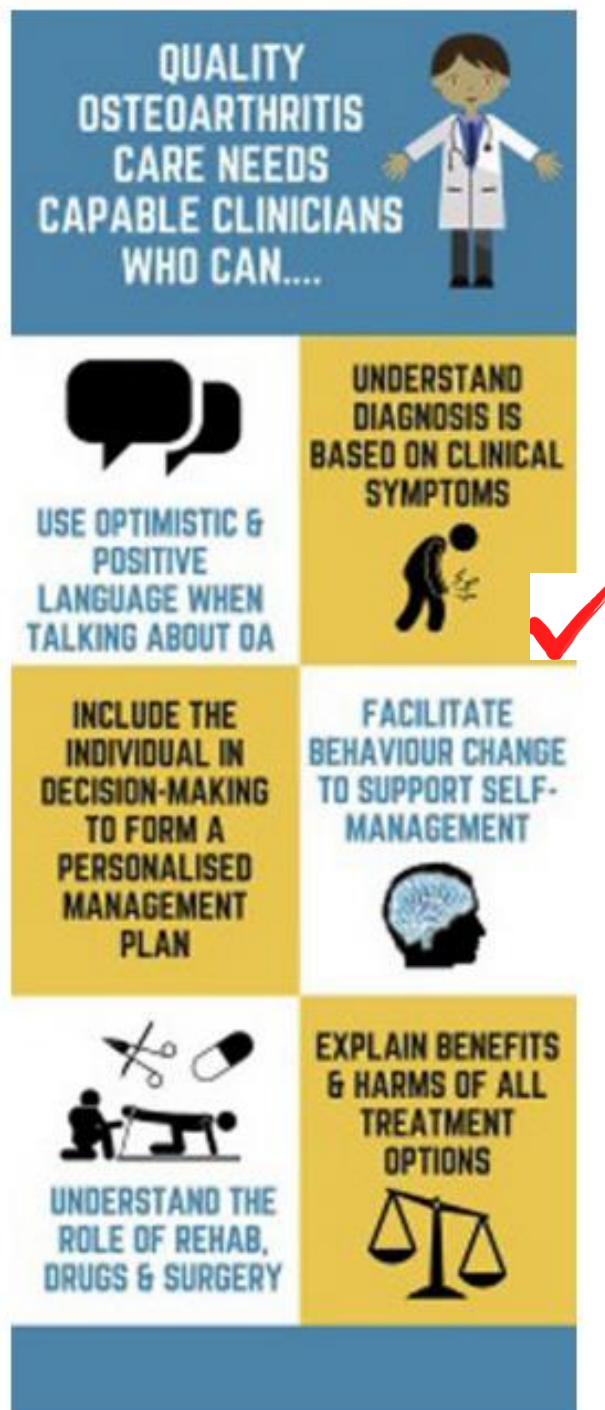 QUALITY
OSTEOARTHRITIS
CARE NEEDS
CAPABLE CLINICIANS
WHO CAN....
USE OPTIMISTIC &
POSITIVE
LANGUAGE WHEN
TALKING ABOUT OA
UNDERSTAND
DIAGNOSIS IS
BASED ON CLINICAL
SYMPTOMS
INCLUDE THE
INDIVIDUAL IN
DECISION-MAKING
TO FORM A
PERSONALISED
MANAGEMENT
PLAN
FACILITATE
BEHAVIOUR CHANGE
TO SUPPORT SELF-
MANAGEMENT
UNDERSTAND THE
ROLE OF REHAB,
DRUGS & SURGERY
EXPLAIN BENEFITS
& HARMS OF ALL
TREATMENT
OPTIONS